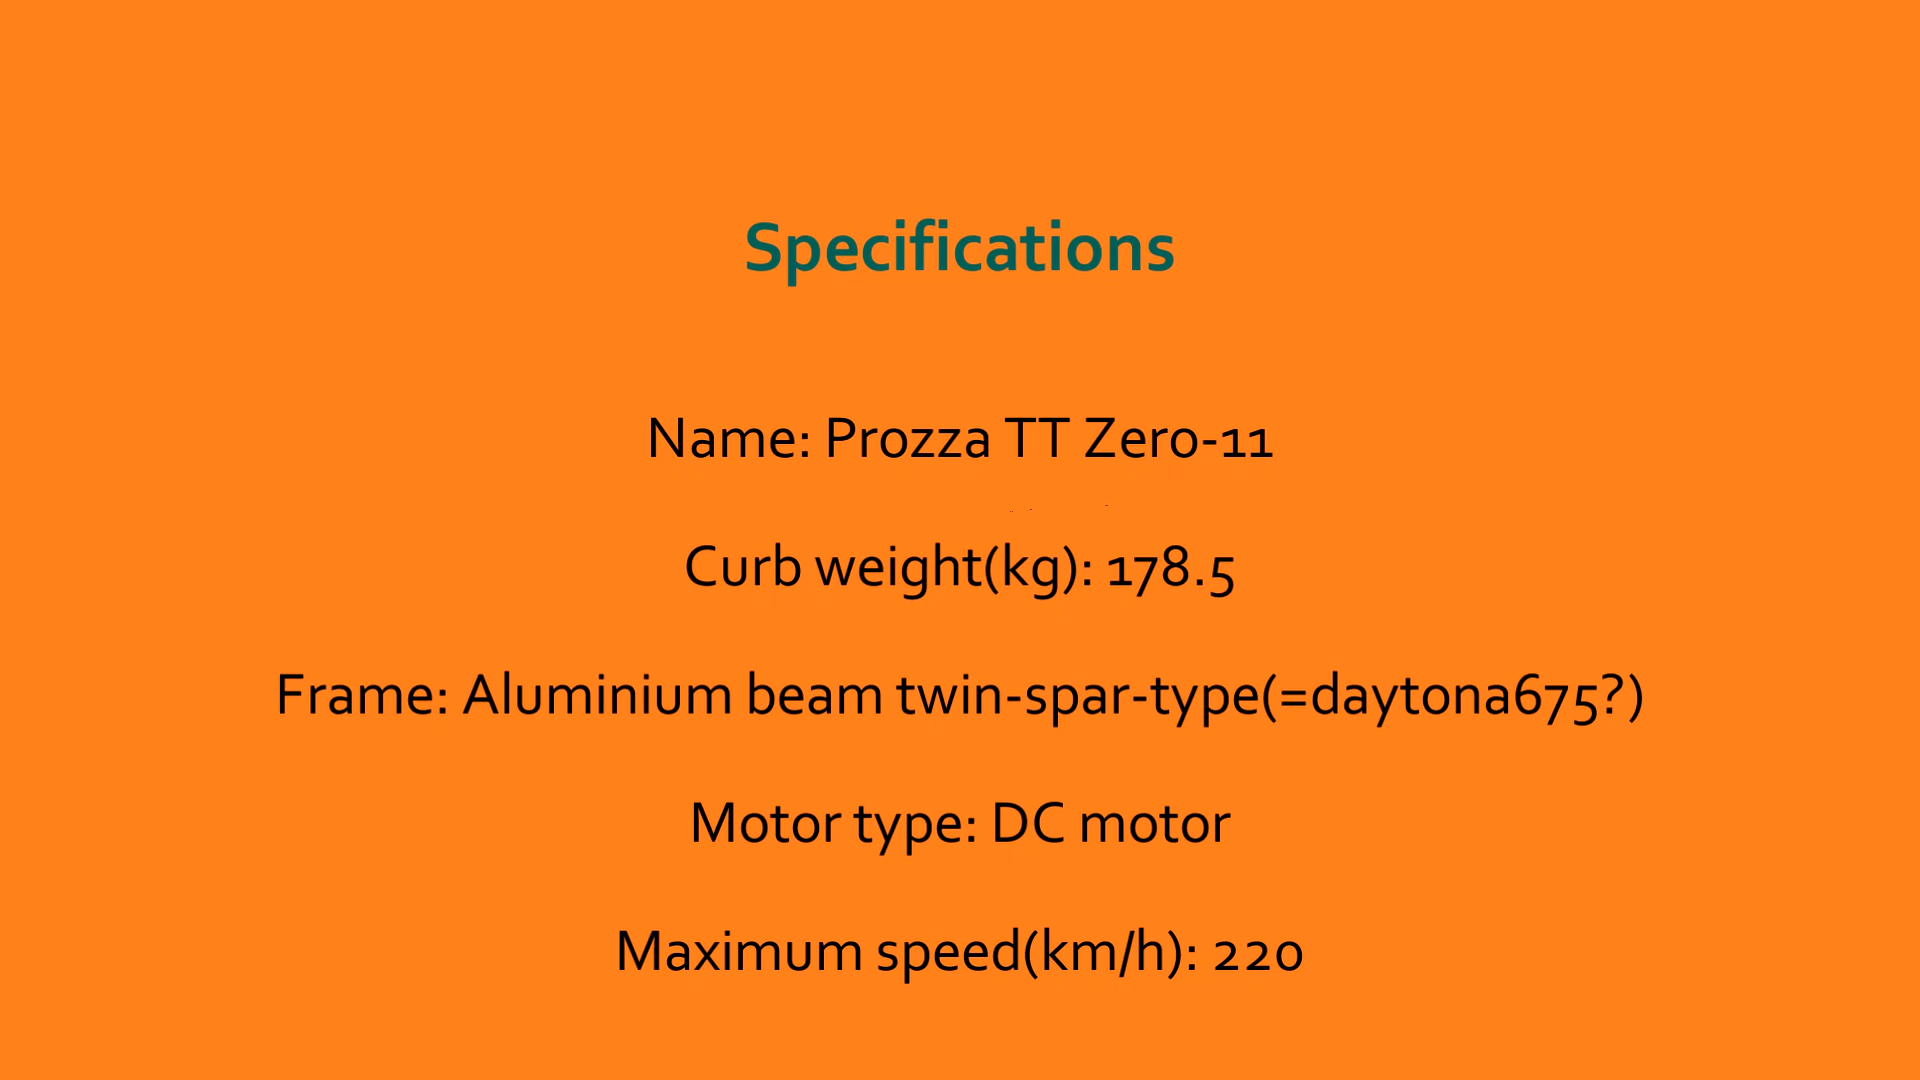 Specifications
Name: Prozza TT Zero-11
Curb weight(kg): 178.5
Frame: Aluminium beam twin-spar-type(=daytona675?)
Motor type: DC motor
Maximum speed(km/h): 220